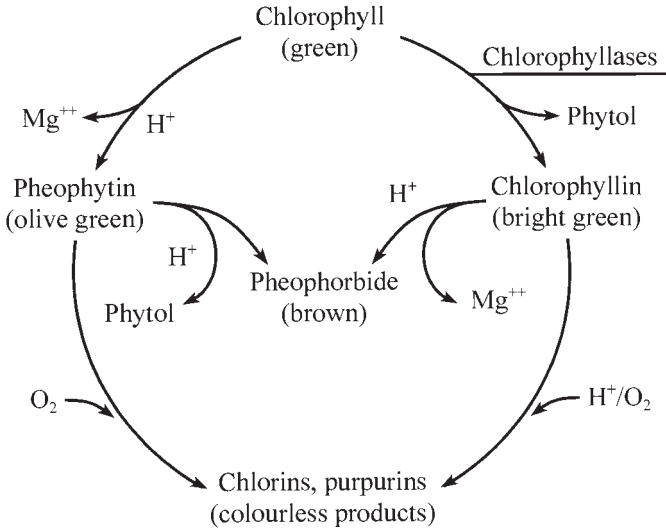 Chlorophyll
(green)
Chlorophyllases
Mg⁺⁺
H⁺
Phytol
Pheophytin
(olive green)
H⁺
Chlorophyllin
(bright green)
H⁺
Pheophorbide
(brown)
Phytol
Mg⁺⁺
O₂
H⁺/O₂
Chlorins, purpurins
(colourless products)